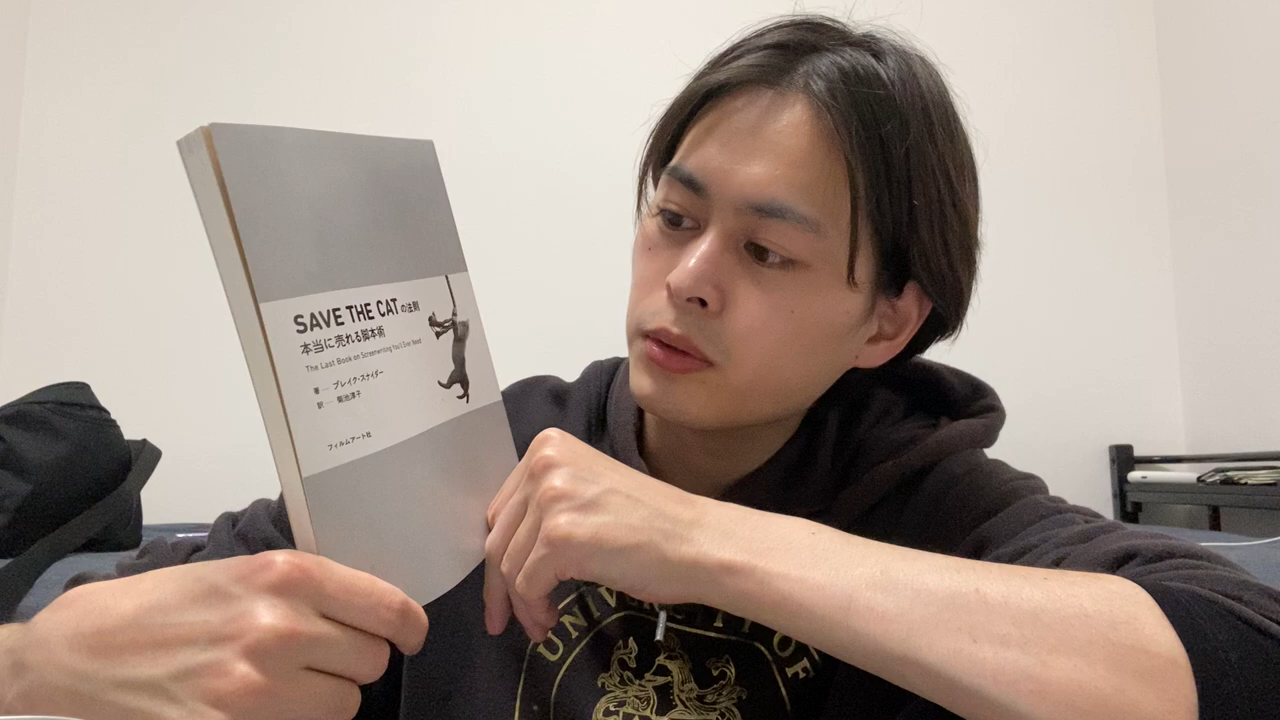 SAVE THE CATの法則
本当に売れる脚本術
The Last Book on Screenwriting You'll Ever Need
著── ブレイク・スナイダー
訳── 菊池淳子
フィルムアート社
UNIVERSITY OF